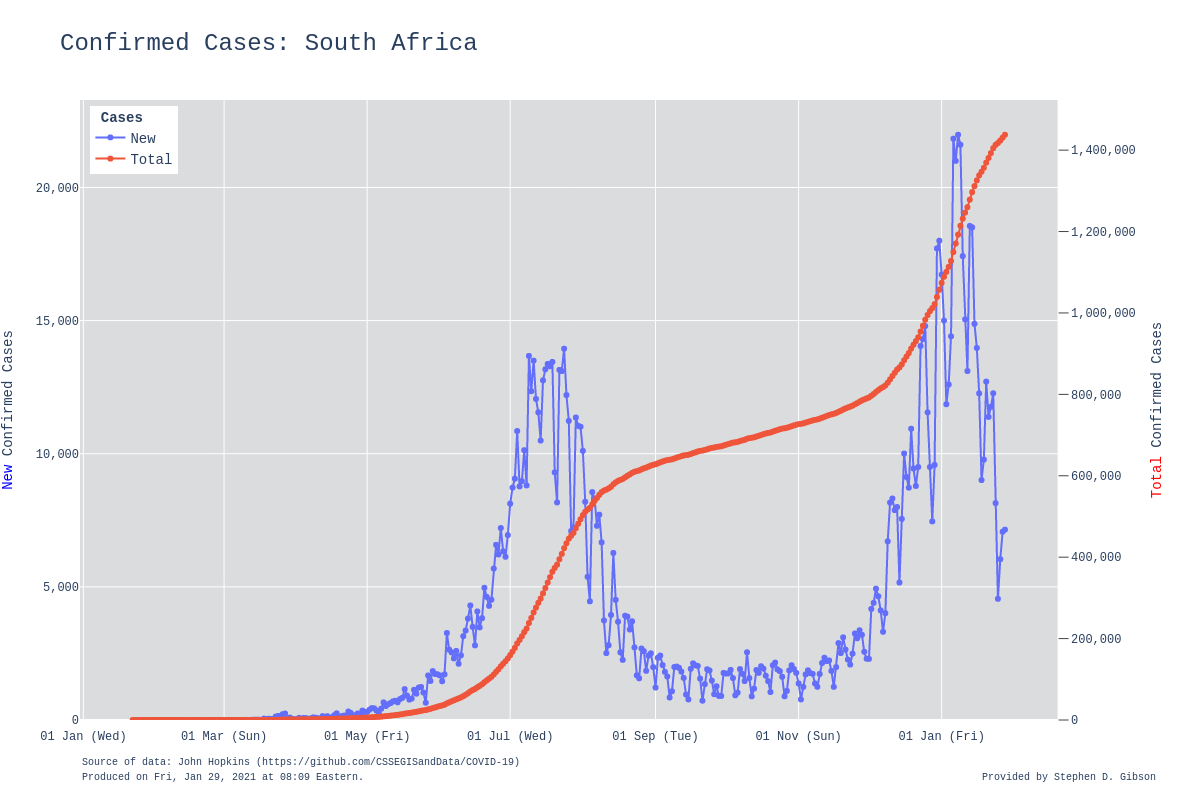 Confirmed Cases: South Africa
Cases
New
Total
20,000
15,000
10,000
5,000
0
New Confirmed Cases
1,400,000
1,200,000
1,000,000
800,000
600,000
400,000
200,000
0
Total Confirmed Cases
01 Jan (Wed) 01 Mar (Sun) 01 May (Fri) 01 Jul (Wed) 01 Sep (Tue) 01 Nov (Sun) 01 Jan (Fri)
Source of data: John Hopkins (https://github.com/CSSEGISandData/COVID-19)
Produced on Fri, Jan 29, 2021 at 08:09 Eastern.
Provided by Stephen D. Gibson